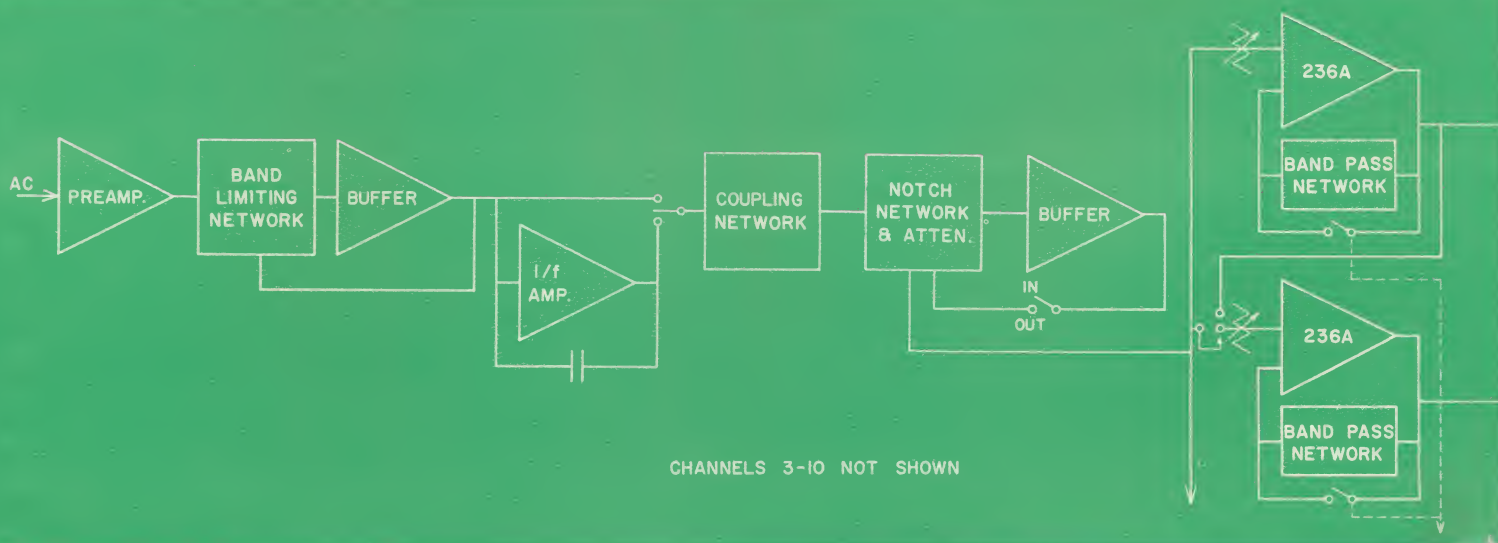 AC
PREAMP.
BAND
LIMITING
NETWORK
BUFFER
1/f
AMP.
COUPLING
NETWORK
NOTCH
NETWORK
& ATTEN.
BUFFER
IN
OUT
236A
BAND PASS
NETWORK
236A
BAND PASS
NETWORK
CHANNELS 3-10 NOT SHOWN